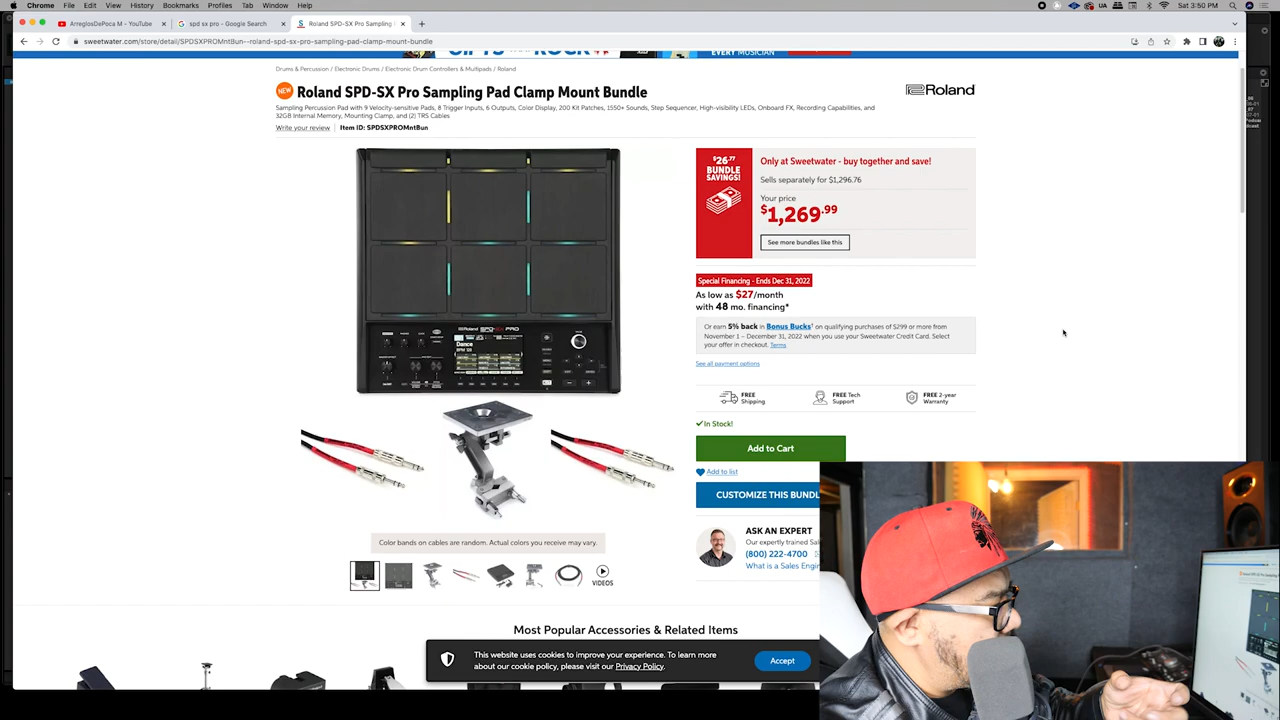 Chrome File Edit View History Bookmarks Profiles Tab Window Help
UA
Sat 3:50 PM
ArreglosDePoca M - YouTube
spd sx pro - Google Search
Roland SPD-SX Pro Sampling
sweetwater.com/store/detail/SPDSXPROMntBun--roland-spd-sx-pro-sampling-pad-clamp-mount-bundle
EVERY MUSICIAN
Drums & Percussion / Electronic Drums / Electronic Drum Controllers & Multipads / Roland
NEW
Roland SPD-SX Pro Sampling Pad Clamp Mount Bundle
Roland
Sampling Percussion Pad with 9 Velocity-sensitive Pads, 8 Trigger Inputs, 6 Outputs, Color Display, 200 Kit Patches, 1550+ Sounds, Step Sequencer, High-visibility LEDs, Onboard FX, Recording Capabilities, and
32GB Internal Memory, Mounting Clamp, and (2) TRS Cables
Write your review
Item ID: SPDSXPROMntBun
$26.77
BUNDLE
SAVINGS!
Only at Sweetwater - buy together and save!
Sells separately for $1,296.76
Your price
$1,269.99
See more bundles like this
Special Financing - Ends Dec 31, 2022
As low as $27/month
with 48 mo. financing*
Or earn 5% back in Bonus Bucks† on qualifying purchases of $299 or more from
November 1 – December 31, 2022 when you use your Sweetwater Credit Card. Select
your offer in checkout. Terms
See all payment options
FREE
Shipping
FREE Tech
Support
FREE 2-year
Warranty
In Stock!
Add to Cart
Add to list
CUSTOMIZE THIS BUNDL
Roland SPD-SX PRO
Dance
Color bands on cables are random. Actual colors you receive may vary.
VIDEOS
ASK AN EXPERT
Our expertly trained Sal
(800) 222-4700
What is a Sales Engin
Most Popular Accessories & Related Items
This website uses cookies to improve your experience. To learn more
about our cookie policy, please visit our Privacy Policy.
Accept